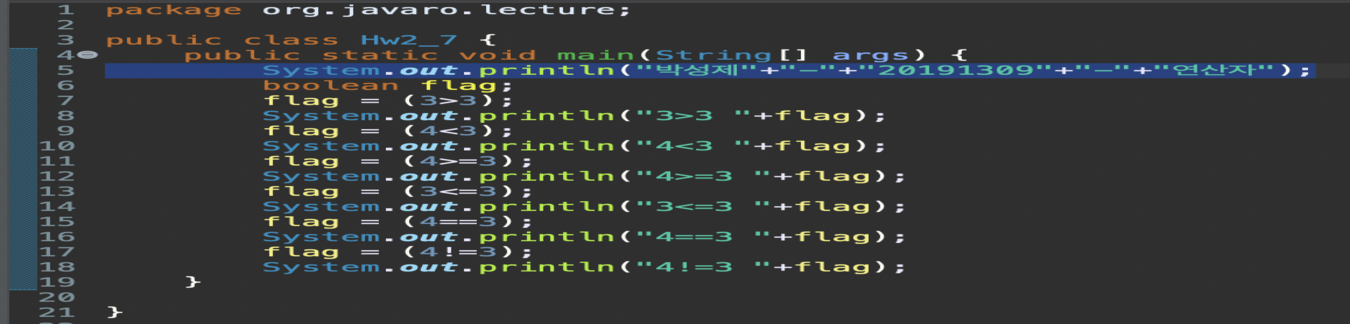 1 package org.javaro.lecture;
2
3 public class Hw2_7 {
4 public static void main(String[] args) {
5 System.out.println("박성제"+"-"+"20191309"+"-"+"연산자");
6 boolean flag;
7 flag = (3>3);
8 System.out.println("3>3 "+flag);
9 flag = (4<3);
10 System.out.println("4<3 "+flag);
11 flag = (4>=3);
12 System.out.println("4>=3 "+flag);
13 flag = (3<=3);
14 System.out.println("3<=3 "+flag);
15 flag = (4==3);
16 System.out.println("4==3 "+flag);
17 flag = (4!=3);
18 System.out.println("4!=3 "+flag);
19 }
20
21 }